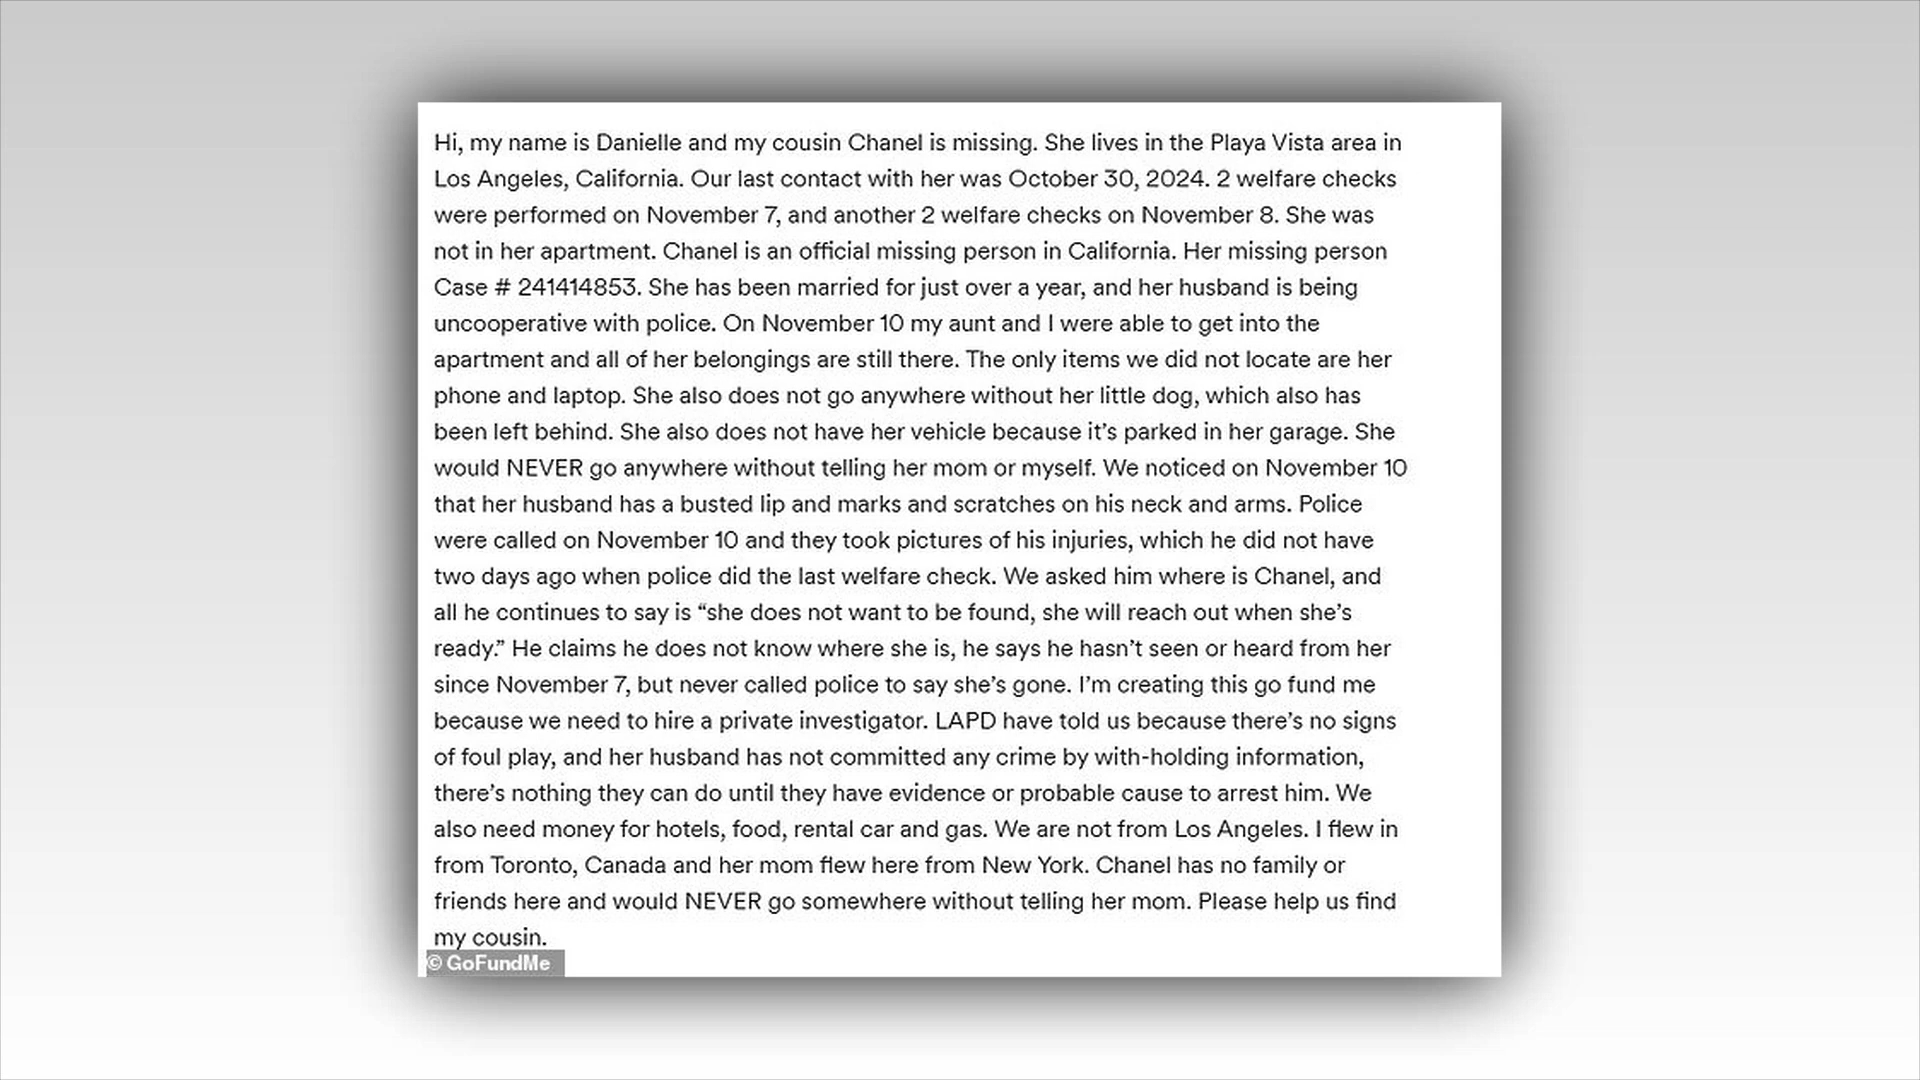 Hi, my name is Danielle and my cousin Chanel is missing. She lives in the Playa Vista area in
Los Angeles, California. Our last contact with her was October 30, 2024. 2 welfare checks
were performed on November 7, and another 2 welfare checks on November 8. She was
not in her apartment. Chanel is an official missing person in California. Her missing person
Case # 241414853. She has been married for just over a year, and her husband is being
uncooperative with police. On November 10 my aunt and I were able to get into the
apartment and all of her belongings are still there. The only items we did not locate are her
phone and laptop. She also does not go anywhere without her little dog, which also has
been left behind. She also does not have her vehicle because it’s parked in her garage. She
would NEVER go anywhere without telling her mom or myself. We noticed on November 10
that her husband has a busted lip and marks and scratches on his neck and arms. Police
were called on November 10 and they took pictures of his injuries, which he did not have
two days ago when police did the last welfare check. We asked him where is Chanel, and
all he continues to say is “she does not want to be found, she will reach out when she’s
ready.” He claims he does not know where she is, he says he hasn’t seen or heard from her
since November 7, but never called police to say she’s gone. I’m creating this go fund me
because we need to hire a private investigator. LAPD have told us because there’s no signs
of foul play, and her husband has not committed any crime by with-holding information,
there’s nothing they can do until they have evidence or probable cause to arrest him. We
also need money for hotels, food, rental car and gas. We are not from Los Angeles. I flew in
from Toronto, Canada and her mom flew here from New York. Chanel has no family or
friends here and would NEVER go somewhere without telling her mom. Please help us find
my cousin.
© GoFundMe